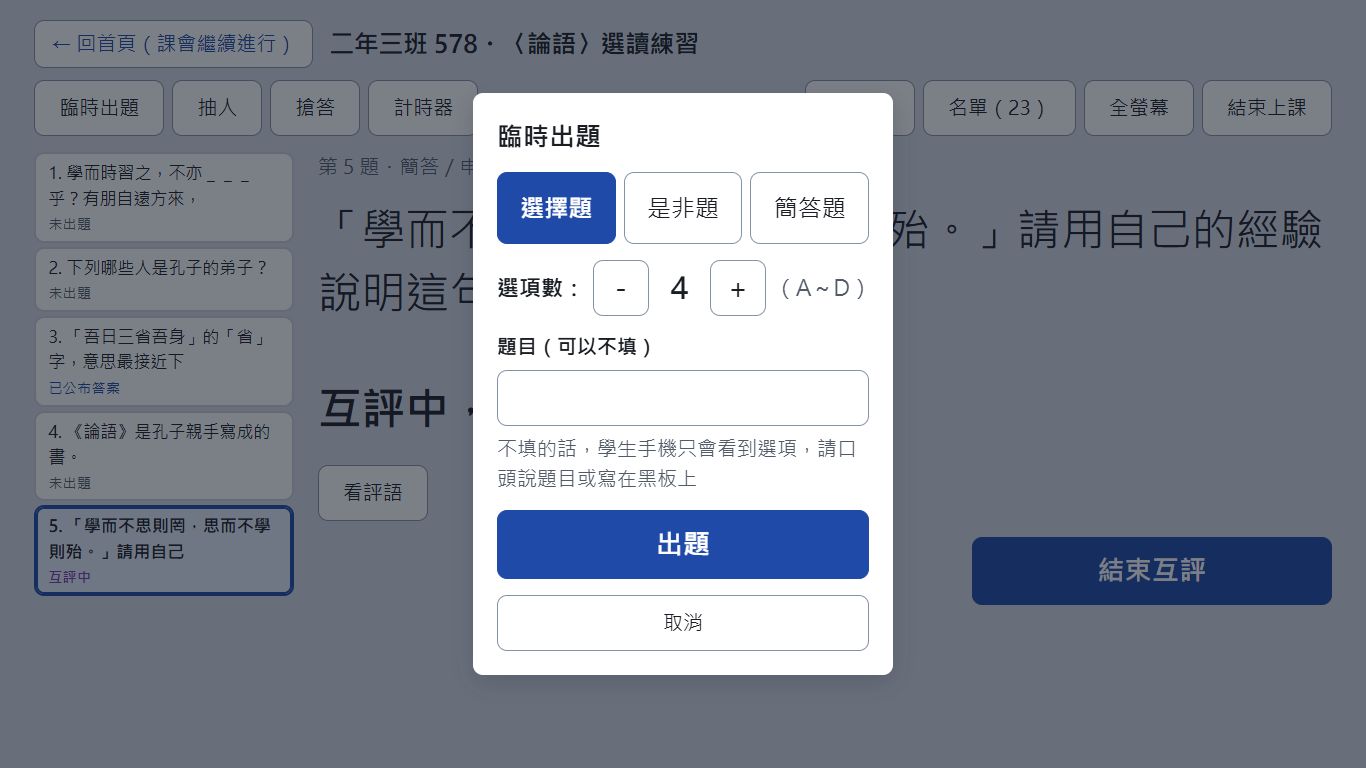 ← 回首頁（課會繼續進行）
二年三班 578．〈論語〉選讀練習
臨時出題
抽人
搶答
計時器
名單（23）
全螢幕
結束上課
1. 學而時習之，不亦＿＿＿
乎？有朋自遠方來，
未出題
2. 下列哪些人是孔子的弟子？
未出題
3.「吾日三省吾身」的「省」
字，意思最接近下
已公布答案
4.《論語》是孔子親手寫成的
書。
未出題
5.「學而不思則罔，思而不學
則殆。」請用自己
互評中
第 5 題．簡答 / 申
「學而不
殆。」請用自己的經驗
說明這句
互評中，
看評語
結束互評
臨時出題
選擇題
是非題
簡答題
選項數：
-
4
+
（A~D）
題目（可以不填）
不填的話，學生手機只會看到選項，請口
頭說題目或寫在黑板上
出題
取消